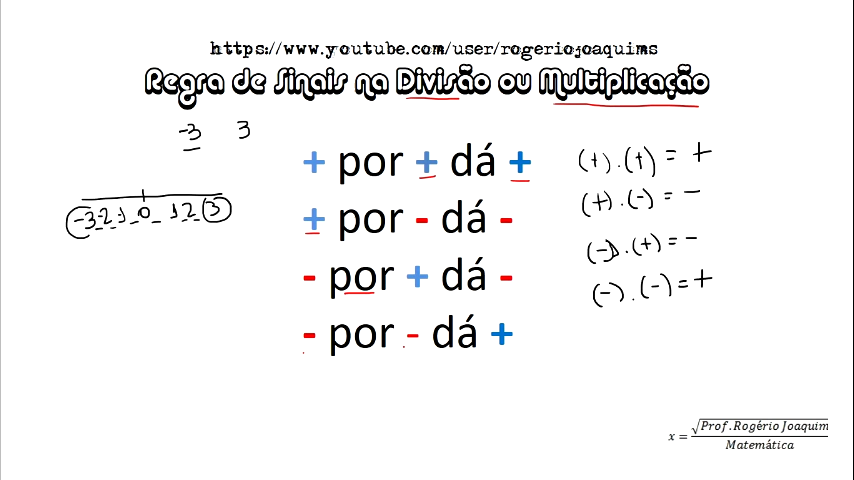 https://www.youtube.com/user/rogeriojoaquims
Regra de Sinais na Divisão ou Multiplicação
-3 3
+ por + dá +
(+).(+) = +
-3 -2 -1 0 1 2 3
+ por - dá -
(+).(-) = -
- por + dá -
(-).(+) = -
- por - dá +
(-).(-) = +
x = √Prof.Rogério Joaquim
Matemática